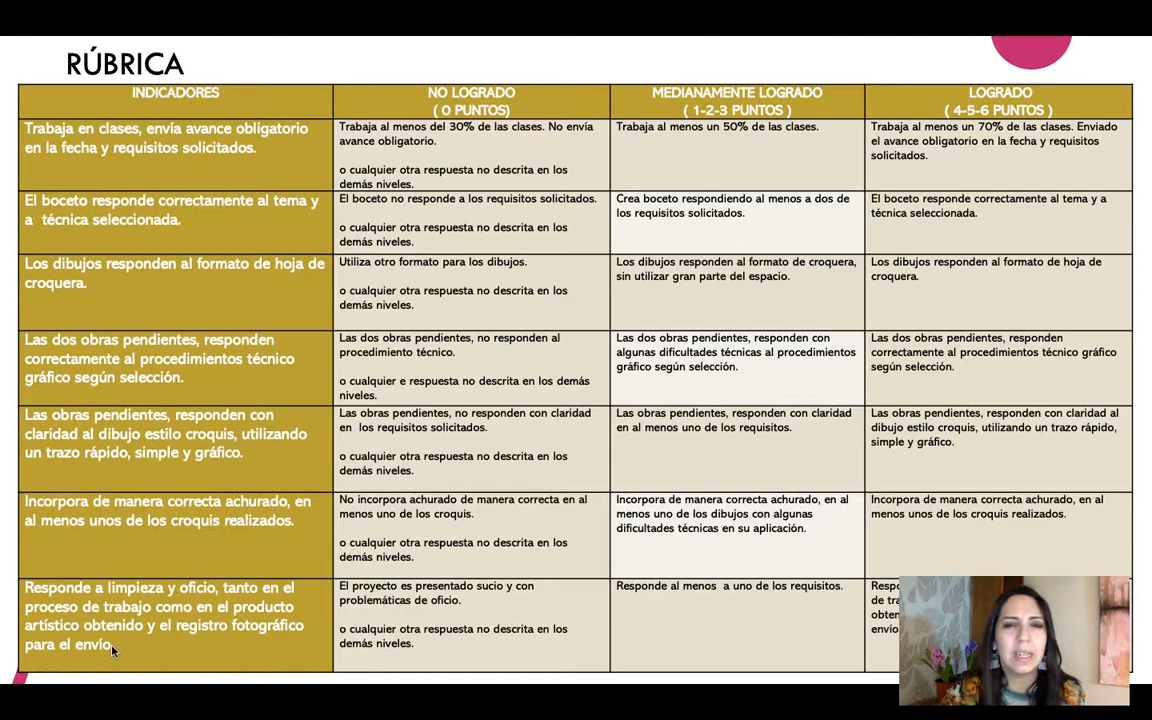 RÚBRICA
INDICADORES
NO LOGRADO
( 0 PUNTOS)
MEDIANAMENTE LOGRADO
( 1-2-3 PUNTOS )
LOGRADO
( 4-5-6 PUNTOS )
Trabaja en clases, envía avance obligatorio
en la fecha y requisitos solicitados.
Trabaja al menos del 30% de las clases. No envía
avance obligatorio.
o cualquier otra respuesta no descrita en los
demás niveles.
Trabaja al menos un 50% de las clases.
Trabaja al menos un 70% de las clases. Enviado
el avance obligatorio en la fecha y requisitos
solicitados.
El boceto responde correctamente al tema y
a técnica seleccionada.
El boceto no responde a los requisitos solicitados.
o cualquier otra respuesta no descrita en los
demás niveles.
Crea boceto respondiendo al menos a dos de
los requisitos solicitados.
El boceto responde correctamente al tema y a
técnica seleccionada.
Los dibujos responden al formato de hoja de
croquera.
Utiliza otro formato para los dibujos.
o cualquier otra respuesta no descrita en los
demás niveles.
Los dibujos responden al formato de croquera,
sin utilizar gran parte del espacio.
Los dibujos responden al formato de hoja de
croquera.
Las dos obras pendientes, responden
correctamente al procedimientos técnico
gráfico según selección.
Las dos obras pendientes, no responden al
procedimiento técnico.
o cualquier e respuesta no descrita en los demás
niveles.
Las dos obras pendientes, responden con
algunas dificultades técnicas al procedimientos
gráfico según selección.
Las dos obras pendientes, responden
correctamente al procedimientos técnico gráfico
según selección.
Las obras pendientes, responden con
claridad al dibujo estilo croquis, utilizando
un trazo rápido, simple y gráfico.
Las obras pendientes, no responden con claridad
en los requisitos solicitados.
o cualquier otra respuesta no descrita en los
demás niveles.
Las obras pendientes, responden con claridad
en al menos uno de los requisitos.
Las obras pendientes, responden con claridad al
dibujo estilo croquis, utilizando un trazo rápido,
simple y gráfico.
Incorpora de manera correcta achurado, en
al menos unos de los croquis realizados.
No incorpora achurado de manera correcta en al
menos uno de los croquis.
o cualquier otra respuesta no descrita en los
demás niveles.
Incorpora de manera correcta achurado, en al
menos uno de los dibujos con algunas
dificultades técnicas en su aplicación.
Incorpora de manera correcta achurado, en al
menos unos de los croquis realizados.
Responde a limpieza y oficio, tanto en el
proceso de trabajo como en el producto
artístico obtenido y el registro fotográfico
para el envío.
El proyecto es presentado sucio y con
problemáticas de oficio.
o cualquier otra respuesta no descrita en los
demás niveles.
Responde al menos a uno de los requisitos.